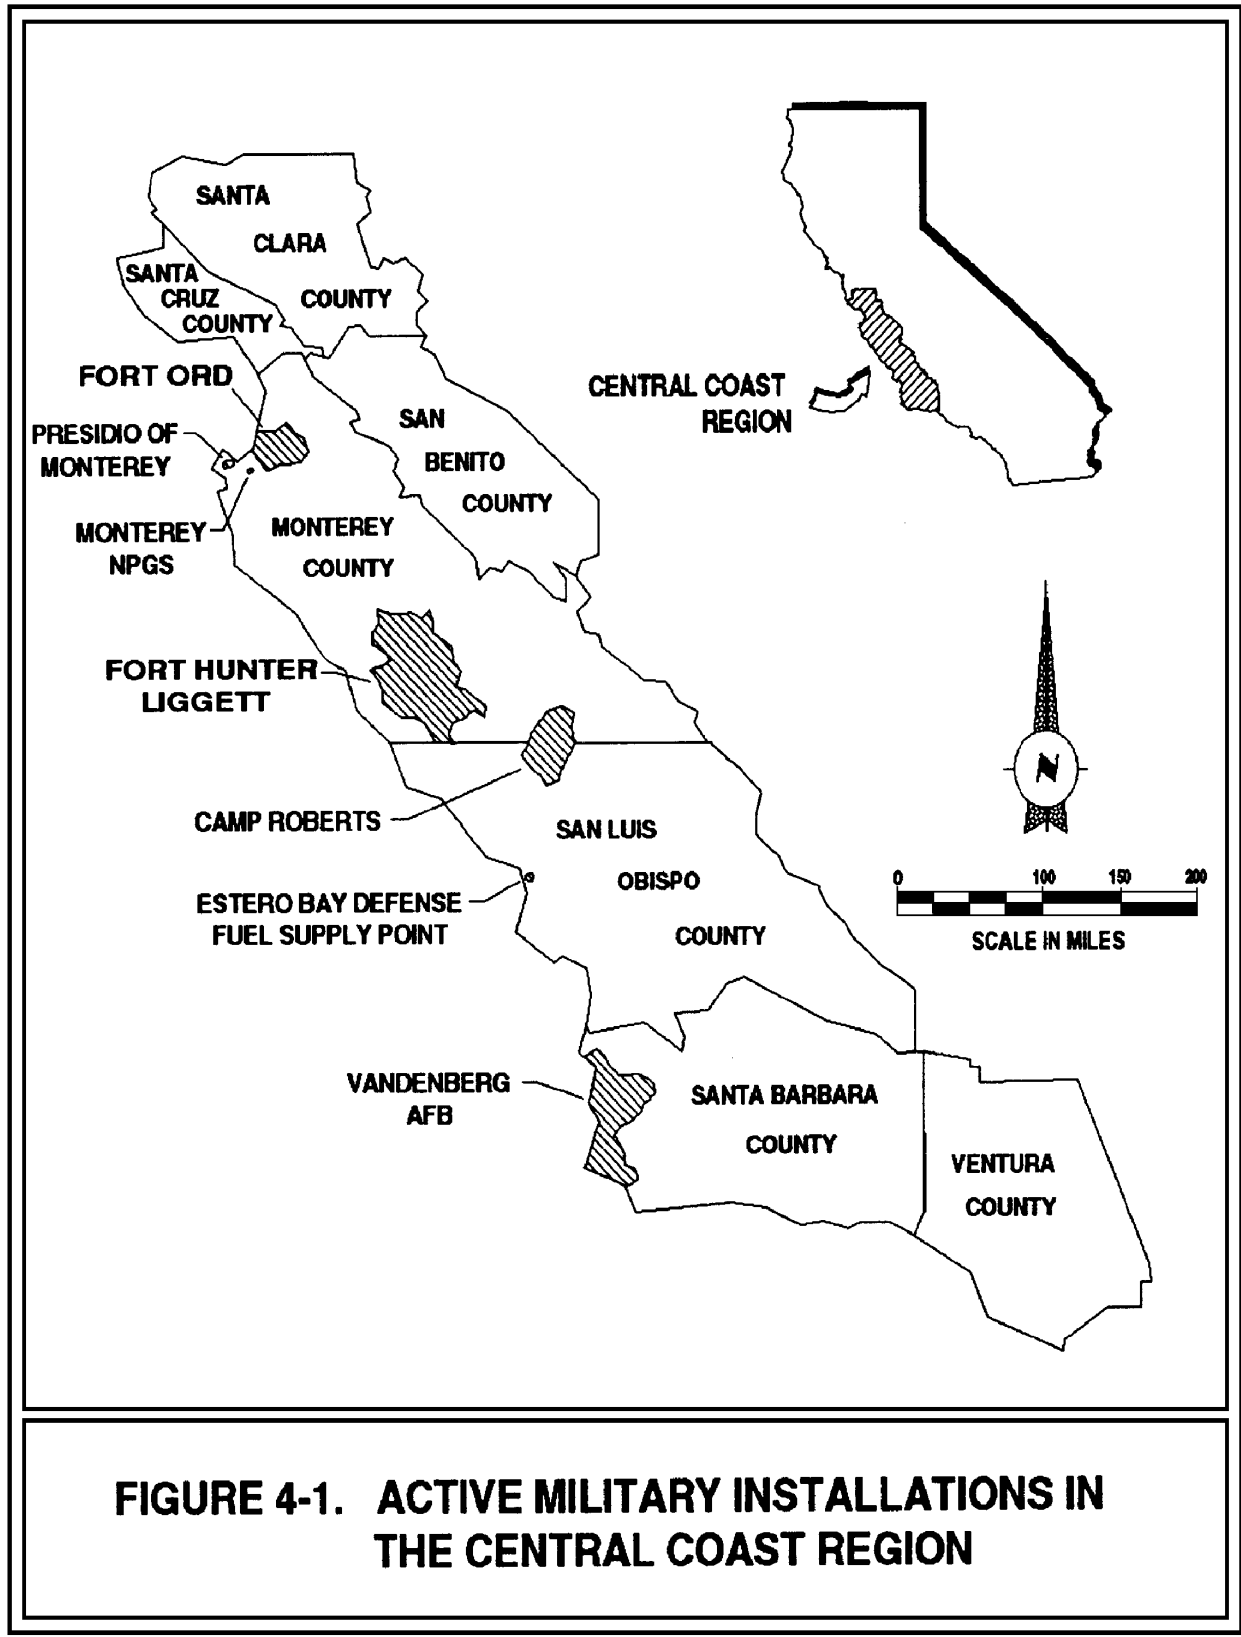 SANTA
CLARA
COUNTY
SANTA
CRUZ
COUNTY
FORT ORD
PRESIDIO OF
MONTEREY
MONTEREY
NPGS
SAN
BENITO
COUNTY
MONTEREY
COUNTY
CENTRAL COAST
REGION
FORT HUNTER
LIGGETT
N
CAMP ROBERTS
SAN LUIS
OBISPO
COUNTY
ESTERO BAY DEFENSE
FUEL SUPPLY POINT
0 100 150 200
SCALE IN MILES
VANDENBERG
AFB
SANTA BARBARA
COUNTY
VENTURA
COUNTY
FIGURE 4-1. ACTIVE MILITARY INSTALLATIONS IN
THE CENTRAL COAST REGION